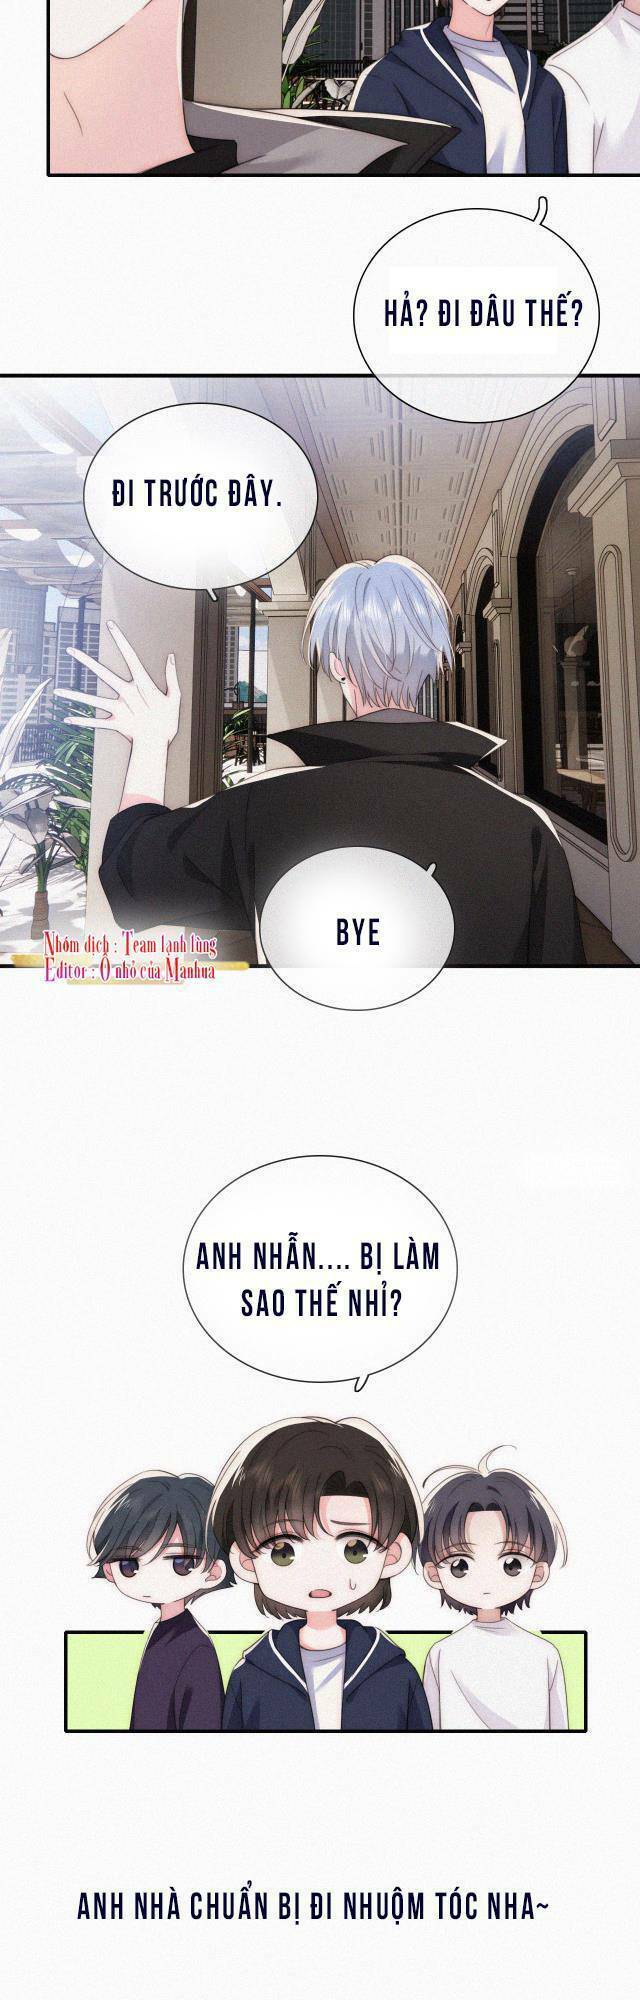 HẢ? ĐI ĐÂU THẾ?
ĐI TRƯỚC ĐÂY.
BYE
Nhóm dịch : Team lạnh lùng
Editor : Ô nhỏ của Manhua
ANH NHẪN.... BỊ LÀM
SAO THẾ NHỈ?
ANH NHÀ CHUẨN BỊ ĐI NHUỘM TÓC NHA~